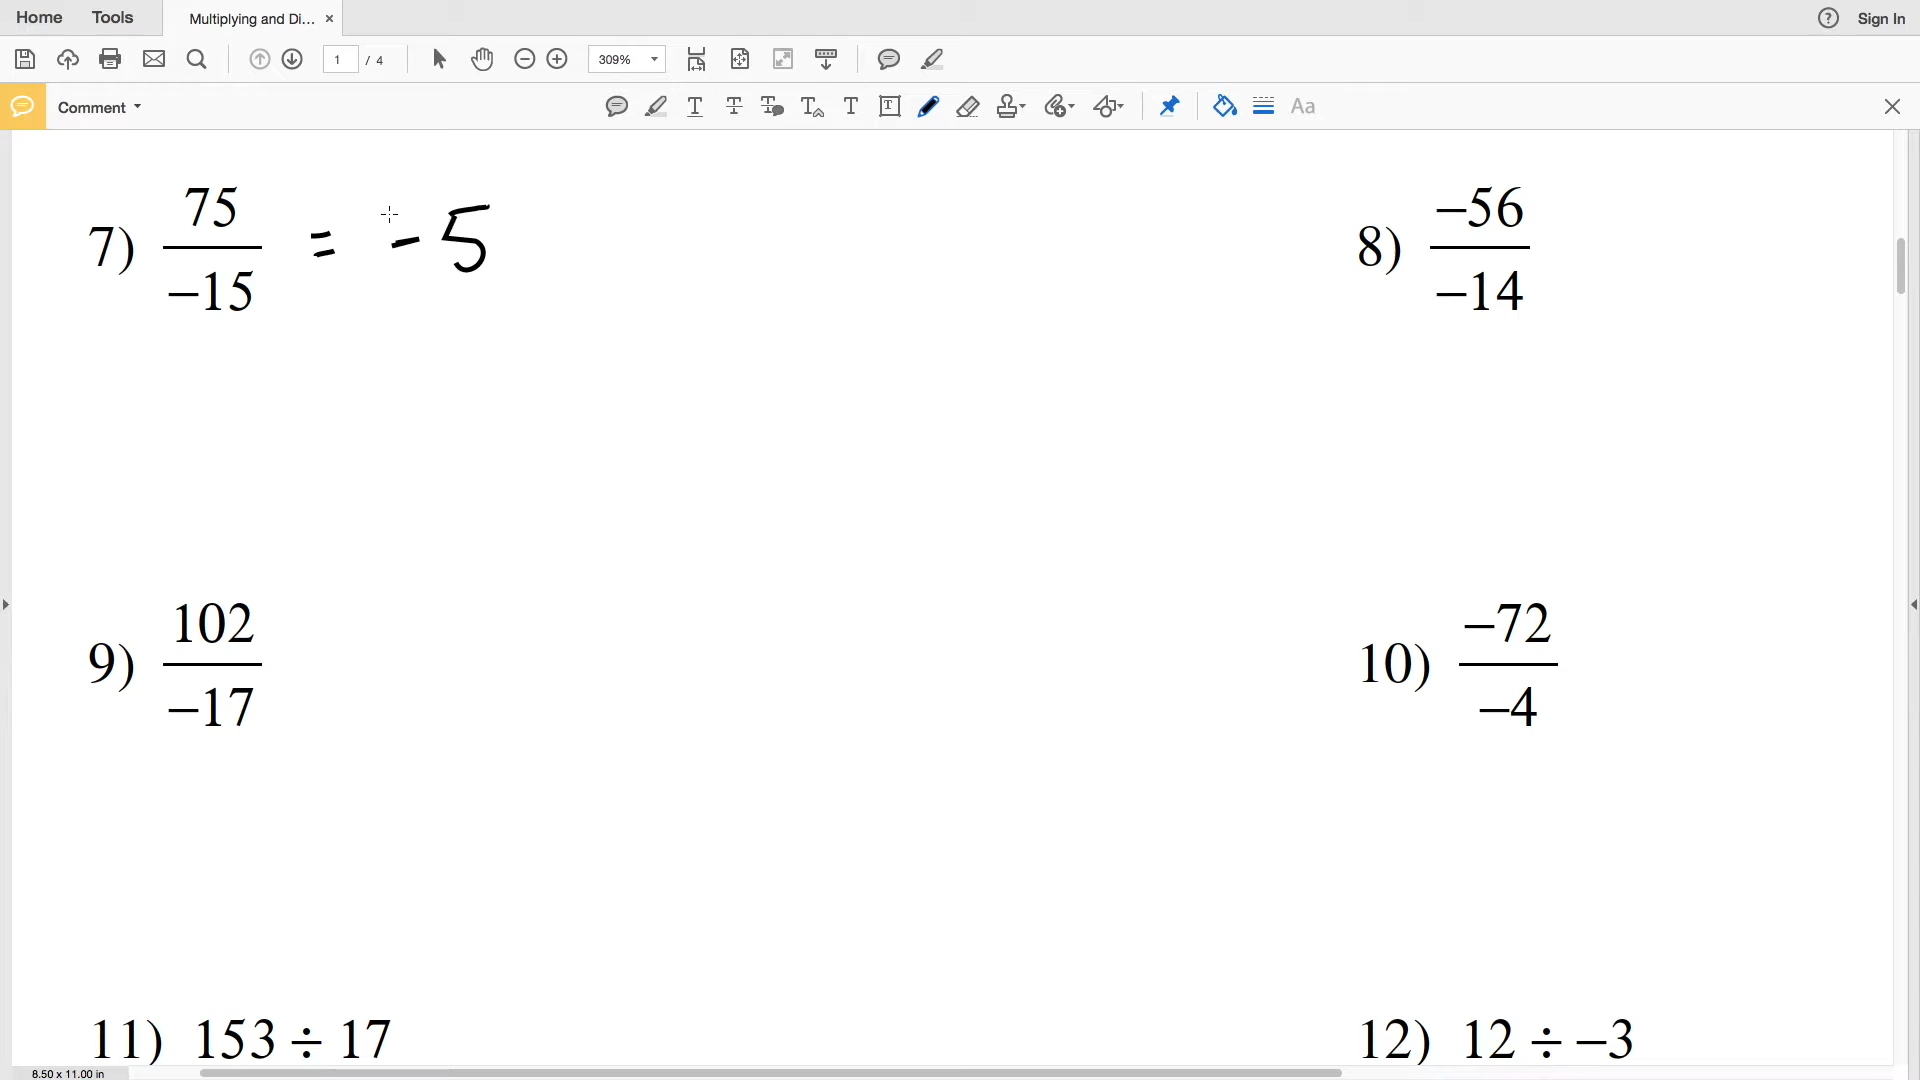 Home Tools Multiplying and Di... × ? Sign In
1 / 4 309%
Comment Aa
7) 75/−15 = - 5
8) −56/−14
9) 102/−17
10) −72/−4
11) 153 ÷ 17
12) 12 ÷ −3
8.50 x 11.00 in